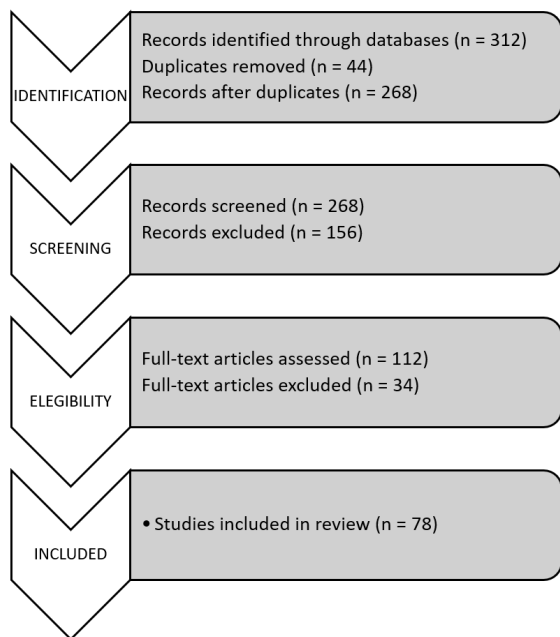 IDENTIFICATION
Records identified through databases (n = 312)
Duplicates removed (n = 44)
Records after duplicates (n = 268)
SCREENING
Records screened (n = 268)
Records excluded (n = 156)
ELEGIBILITY
Full-text articles assessed (n = 112)
Full-text articles excluded (n = 34)
INCLUDED
• Studies included in review (n = 78)